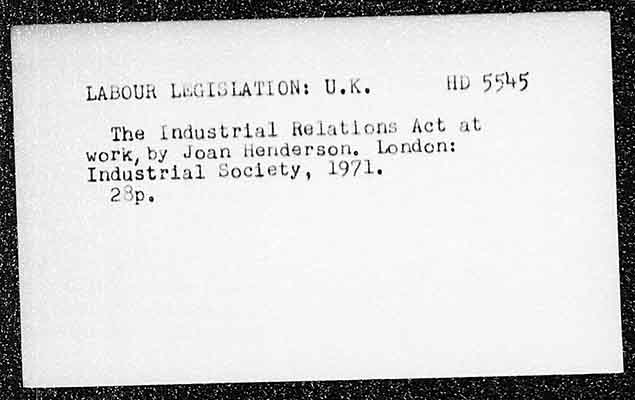 LABOUR LEGISLATION: U.K. HD 5545
The Industrial Relations Act at
work, by Joan Henderson. London:
Industrial Society, 1971.
28p.